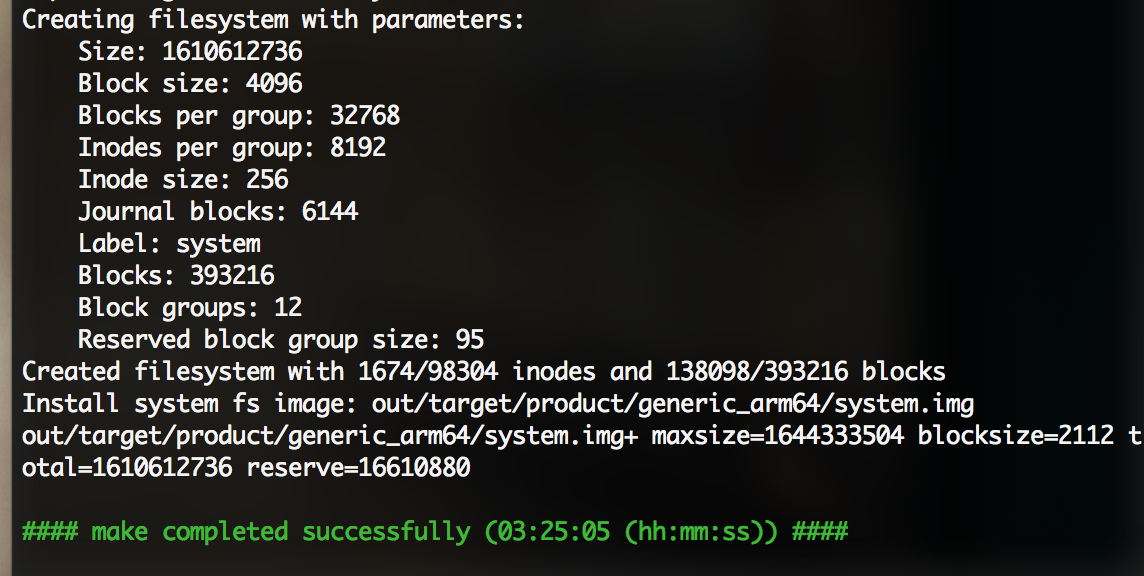 Creating filesystem with parameters:
Size: 1610612736
Block size: 4096
Blocks per group: 32768
Inodes per group: 8192
Inode size: 256
Journal blocks: 6144
Label: system
Blocks: 393216
Block groups: 12
Reserved block group size: 95
Created filesystem with 1674/98304 inodes and 138098/393216 blocks
Install system fs image: out/target/product/generic_arm64/system.img
out/target/product/generic_arm64/system.img+ maxsize=1644333504 blocksize=2112 t
otal=1610612736 reserve=16610880
#### make completed successfully (03:25:05 (hh:mm:ss)) ####